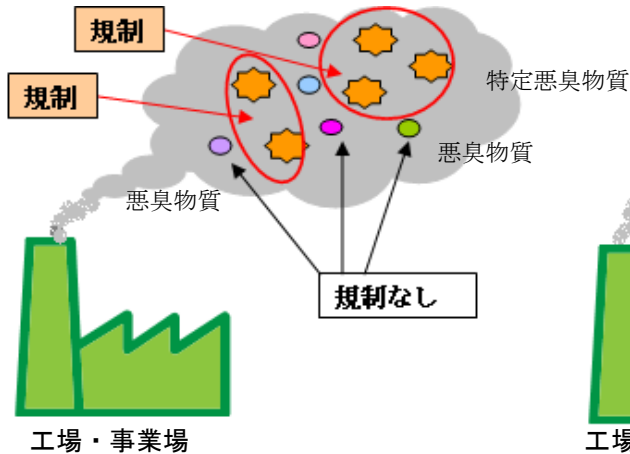 規制
規制
特定悪臭物質
悪臭物質
悪臭物質
規制なし
工場・事業場
工場